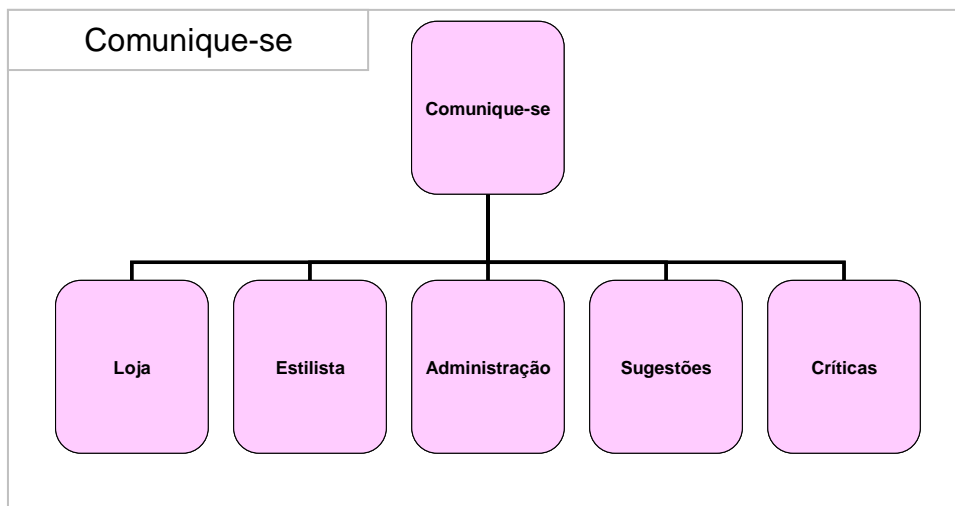 Comunique-se
Comunique-se
Loja
Estilista
Administração
Sugestões
Críticas